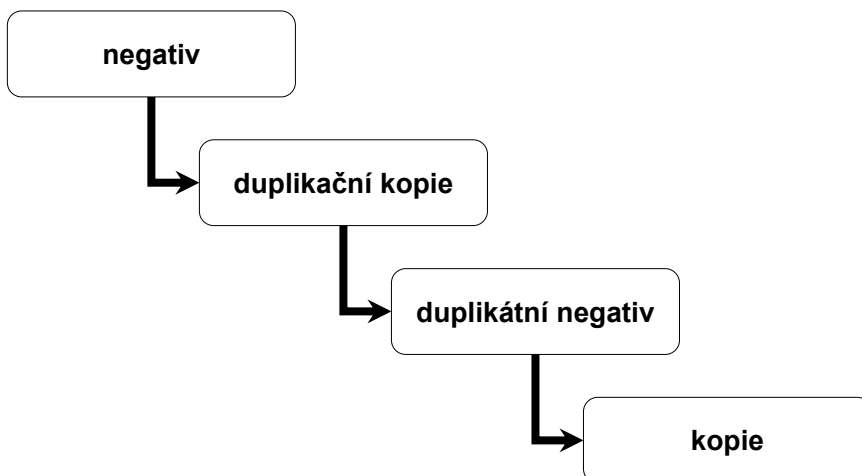 negativ
duplikační kopie
duplikátní negativ
kopie